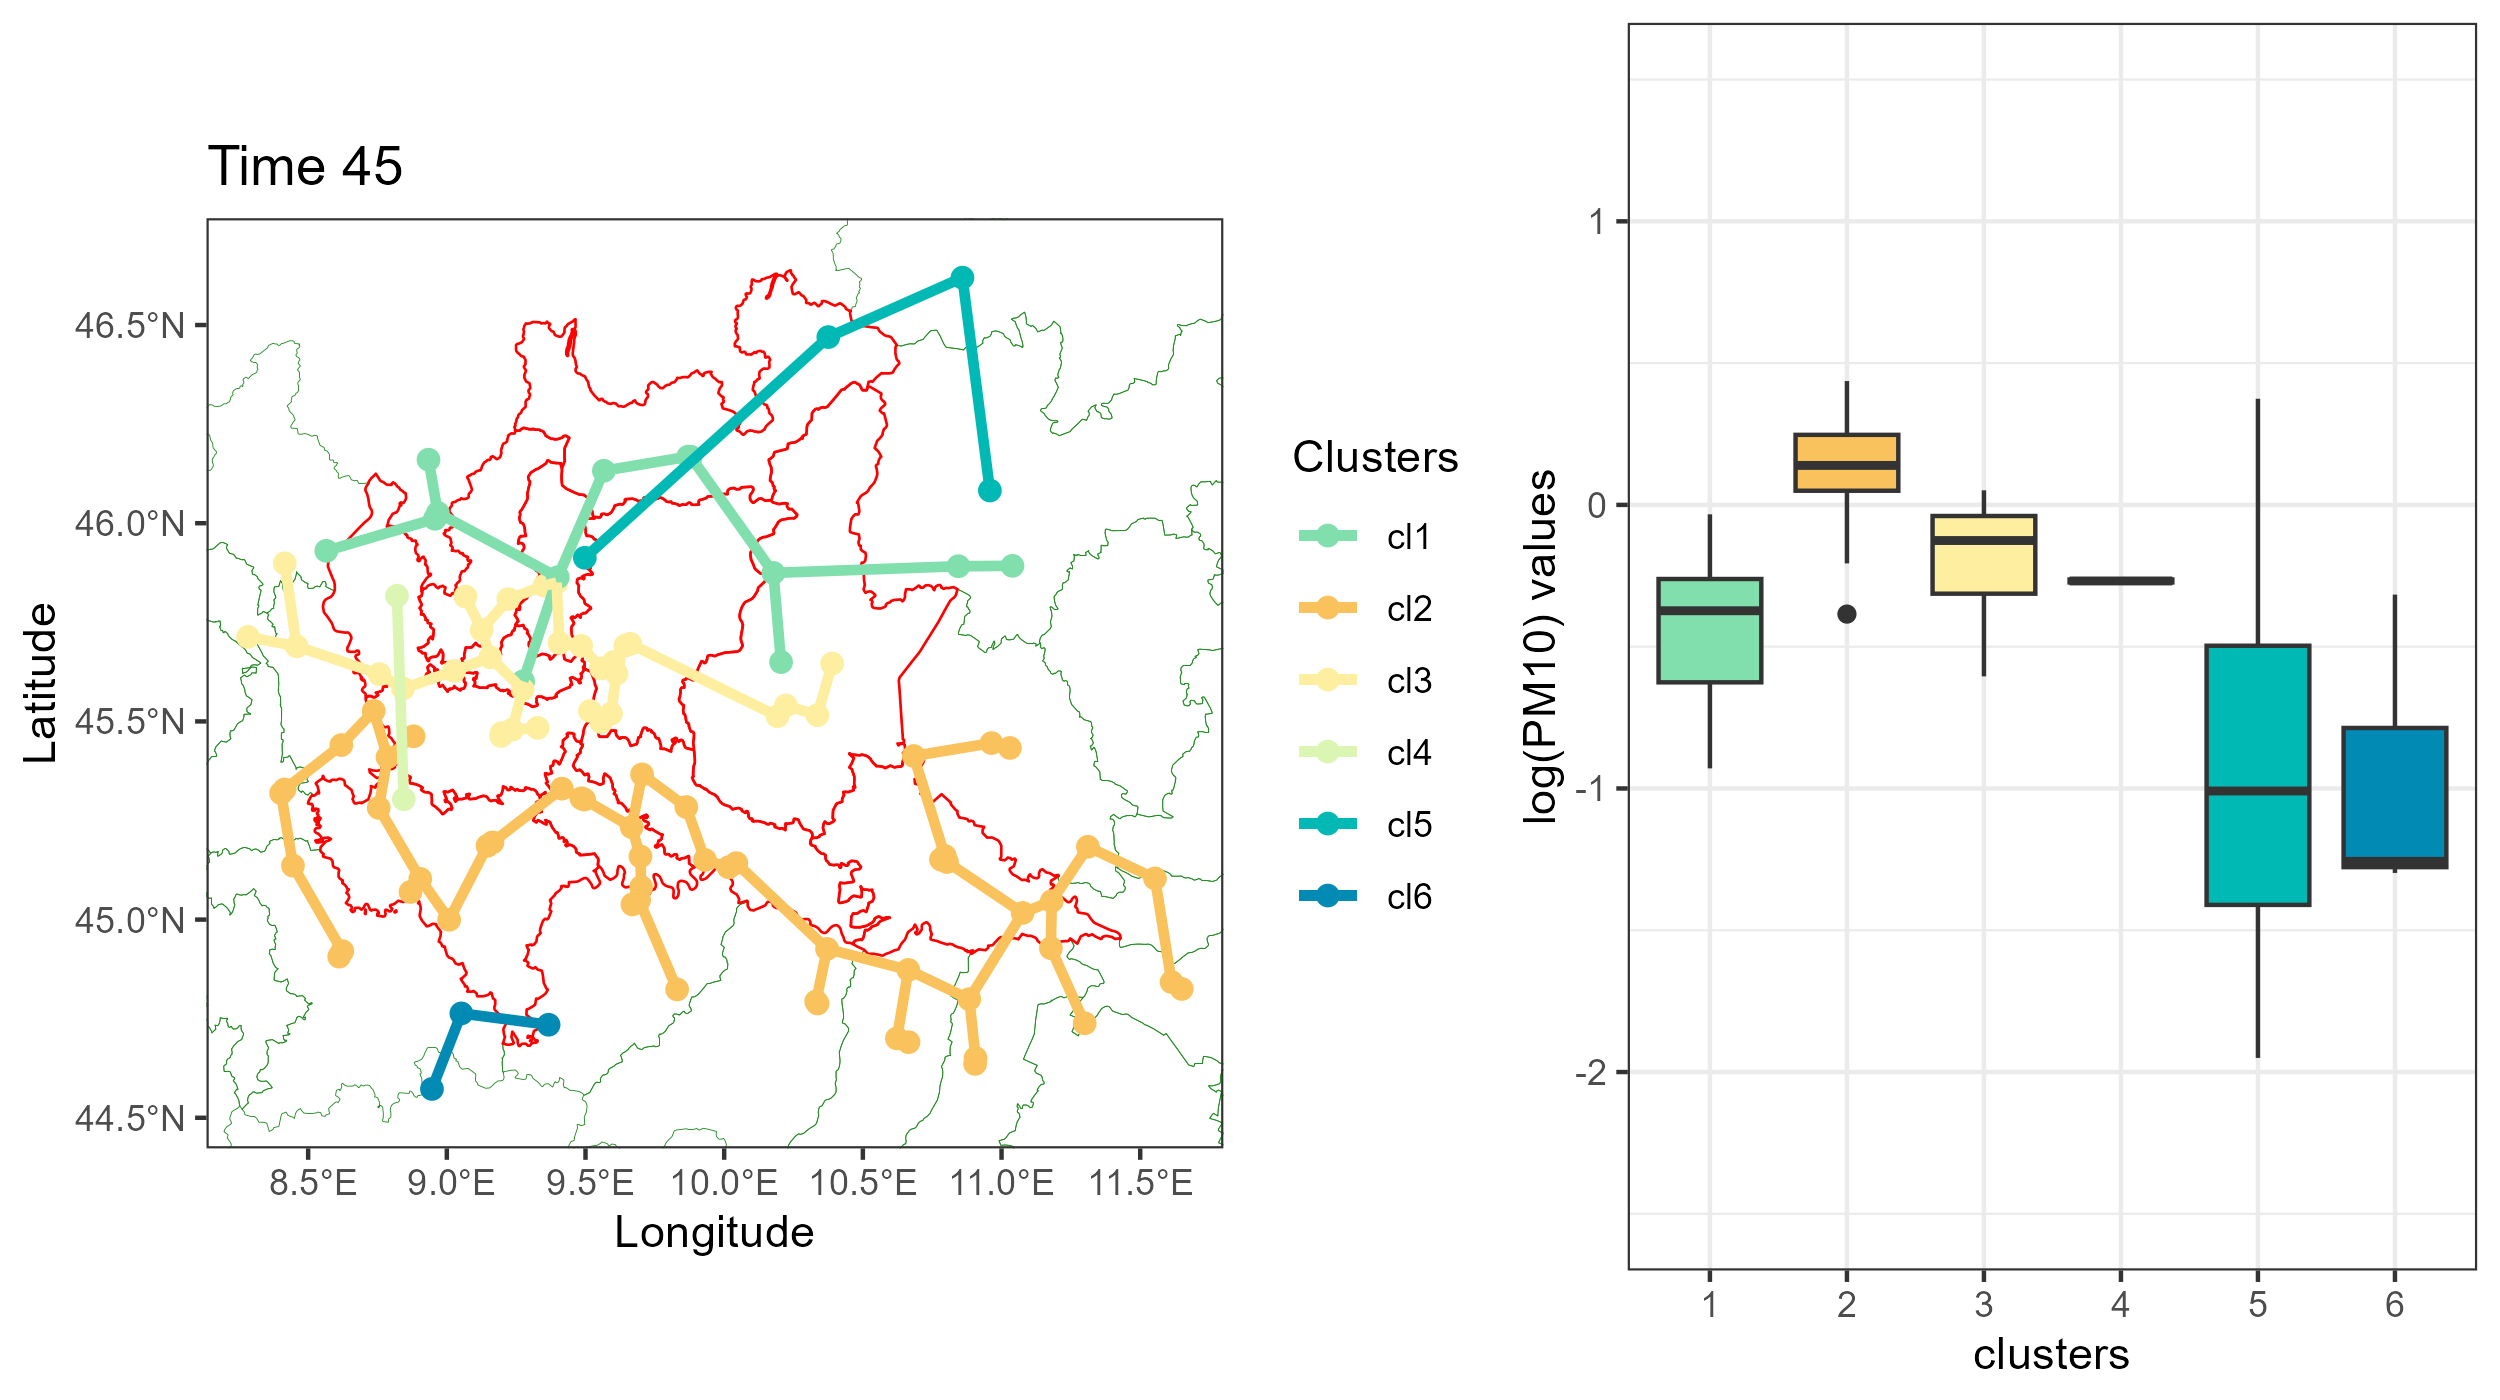 Time 45
Latitude
46.5°N
46.0°N
45.5°N
45.0°N
44.5°N
8.5°E 9.0°E 9.5°E 10.0°E 10.5°E 11.0°E 11.5°E
Longitude
Clusters
cl1
cl2
cl3
cl4
cl5
cl6
log(PM10) values
1
0
-1
-2
1 2 3 4 5 6
clusters